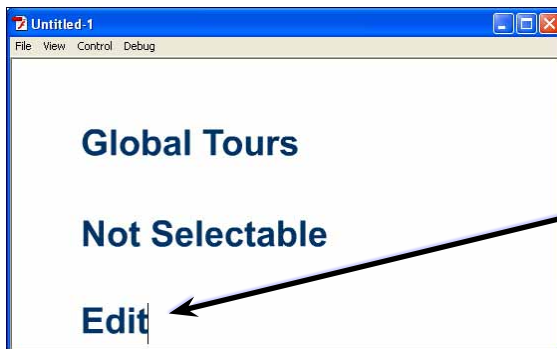 Untitled-1
File View Control Debug
Global Tours
Not Selectable
Edit